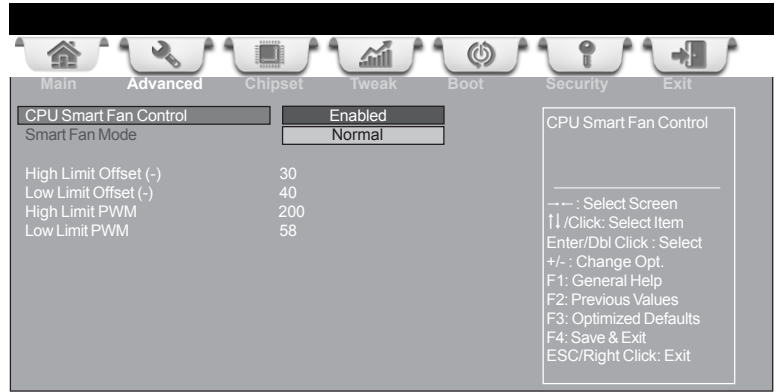 Main Advanced Chipset Tweak Boot Security Exit
CPU Smart Fan Control Enabled
Smart Fan Mode Normal
High Limit Offset (-) 30
Low Limit Offset (-) 40
High Limit PWM 200
Low Limit PWM 58
CPU Smart Fan Control
→← : Select Screen
↑↓ /Click: Select Item
Enter/Dbl Click : Select
+/- : Change Opt.
F1: General Help
F2: Previous Values
F3: Optimized Defaults
F4: Save & Exit
ESC/Right Click: Exit